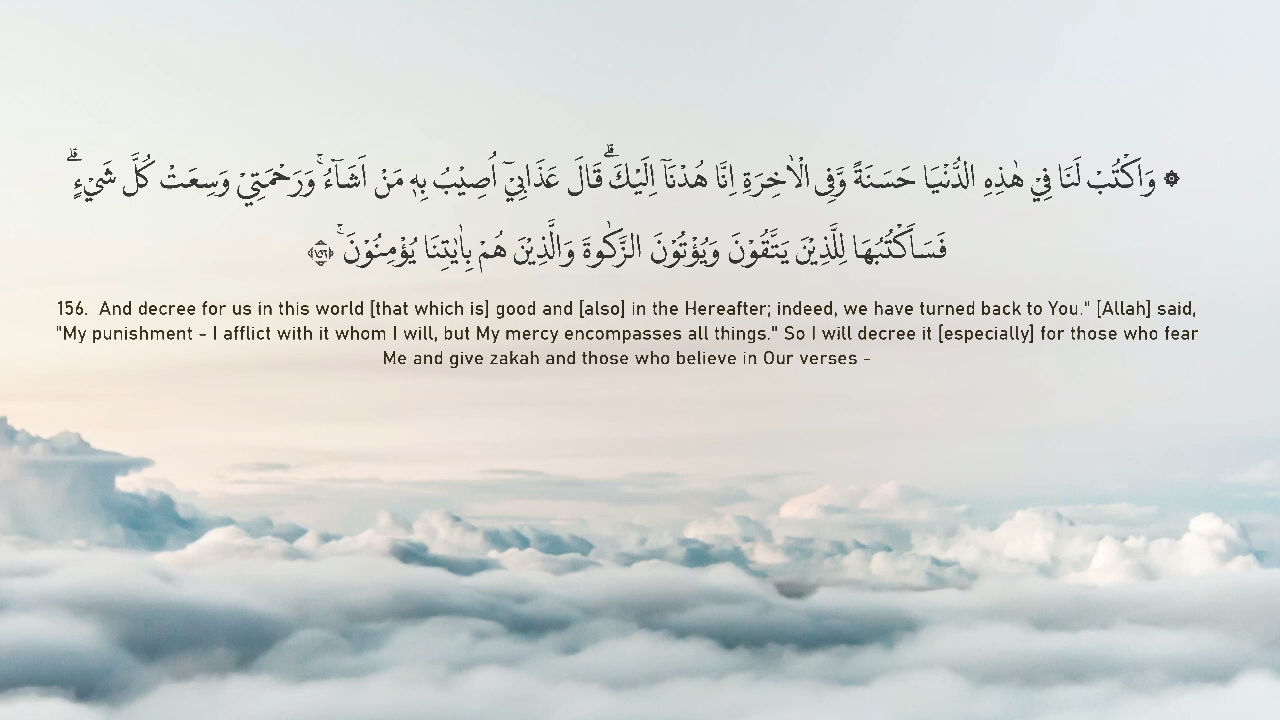 ۞ وَاكْتُبْ لَنَا فِيْ هٰذِهِ الدُّنْيَا حَسَنَةً وَّفِى الْاٰخِرَةِ اِنَّا هُدْنَآ اِلَيْكَۗ قَالَ عَذَابِيْٓ اُصِيْبُ بِهٖ مَنْ اَشَاۤءُۚ وَرَحْمَتِيْ وَسِعَتْ كُلَّ شَيْءٍۗ
فَسَاَكْتُبُهَا لِلَّذِيْنَ يَتَّقُوْنَ وَيُؤْتُوْنَ الزَّكٰوةَ وَالَّذِيْنَ هُمْ بِاٰيٰتِنَا يُؤْمِنُوْنَۚ ١٥٦
156. And decree for us in this world [that which is] good and [also] in the Hereafter; indeed, we have turned back to You." [Allah] said,
"My punishment - I afflict with it whom I will, but My mercy encompasses all things." So I will decree it [especially] for those who fear
Me and give zakah and those who believe in Our verses -